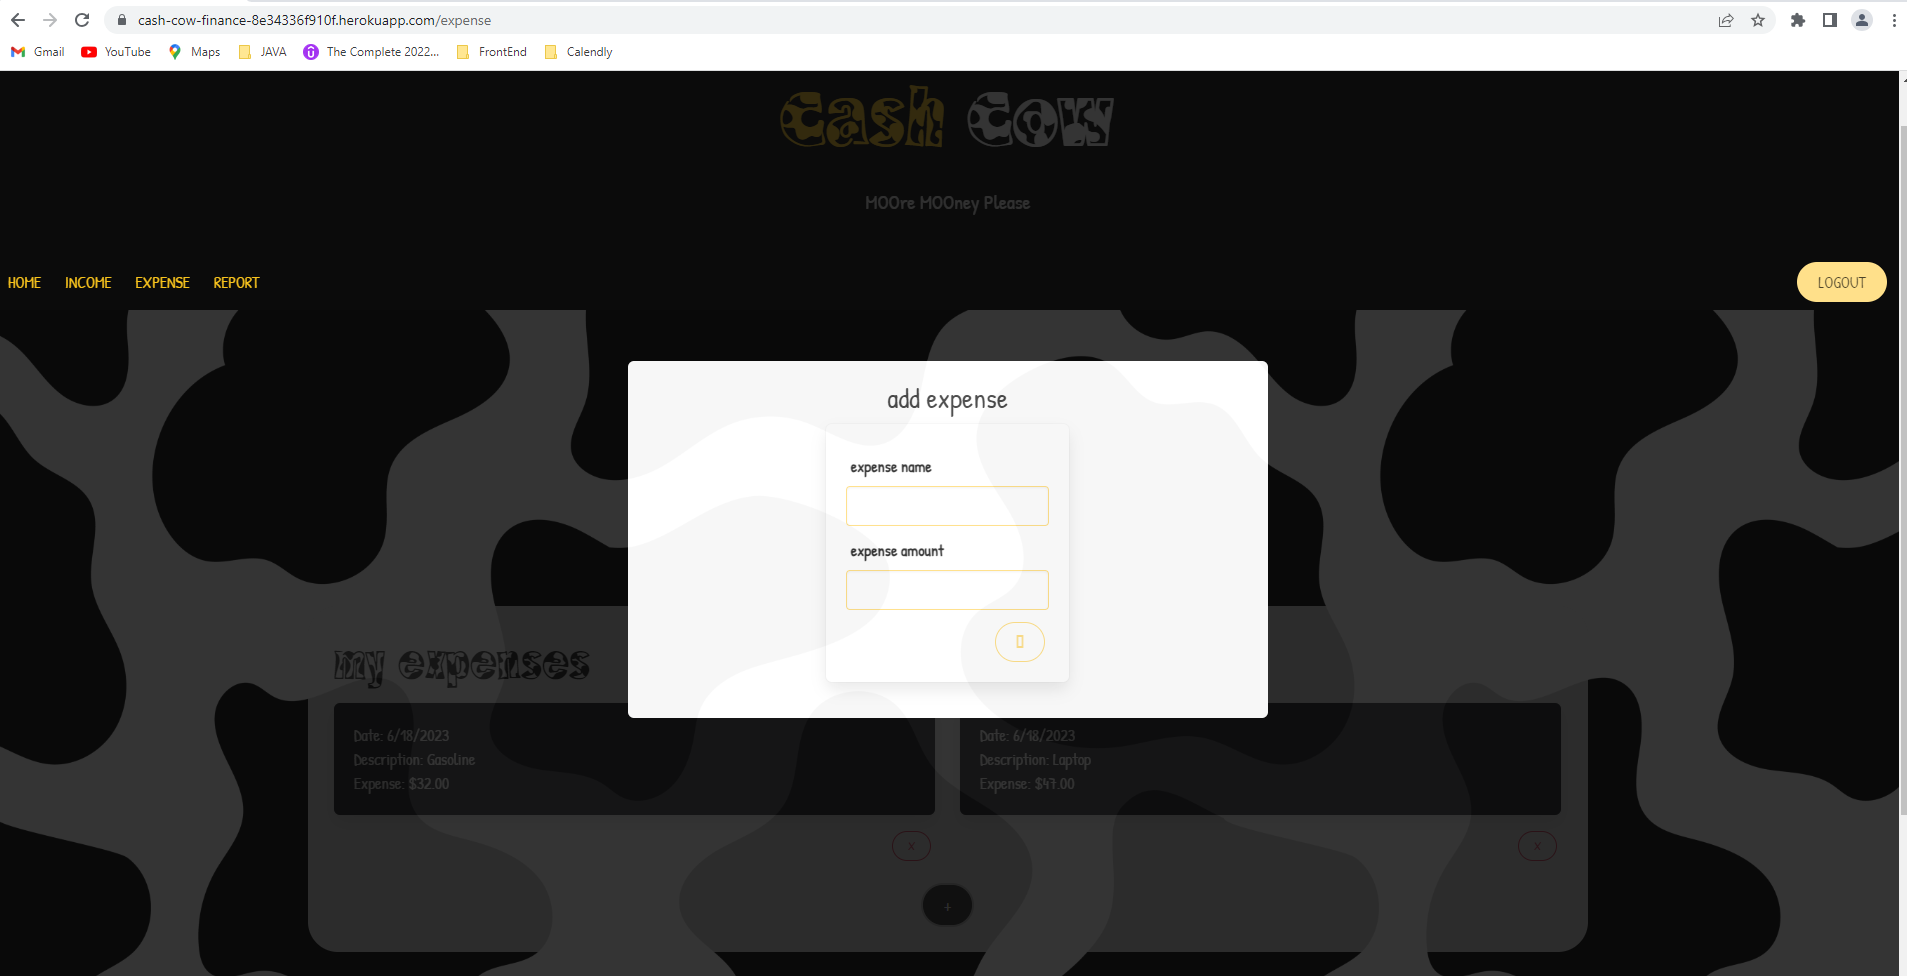 cash-cow-finance-8e34336f910f.herokuapp.com/expense
Gmail YouTube Maps JAVA The Complete 2022... FrontEnd Calendly
Cash Cow
MOOre MOOney Please
HOME INCOME EXPENSE REPORT LOGOUT
add expense
expense name
expense amount
my expenses
Date: 6/18/2023
Description: Gasoline
Expense: $32.00
x
Date: 6/18/2023
Description: Laptop
Expense: $47.00
x
+